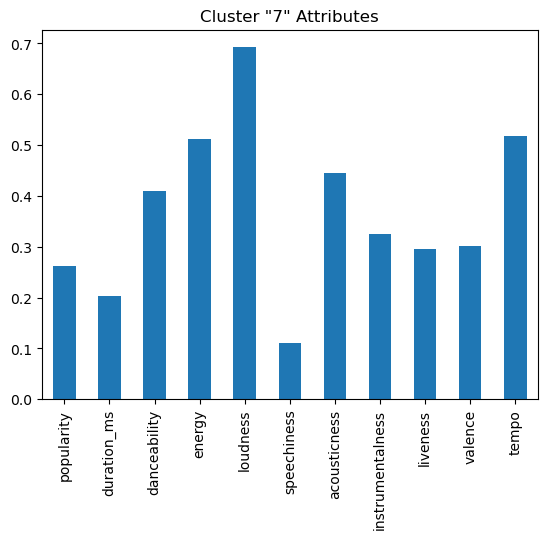 Cluster "7" Attributes
0.7
0.6
0.5
0.4
0.3
0.2
0.1
0.0
popularity
duration_ms
danceability
energy
loudness
speechiness
acousticness
instrumentalness
liveness
valence
tempo